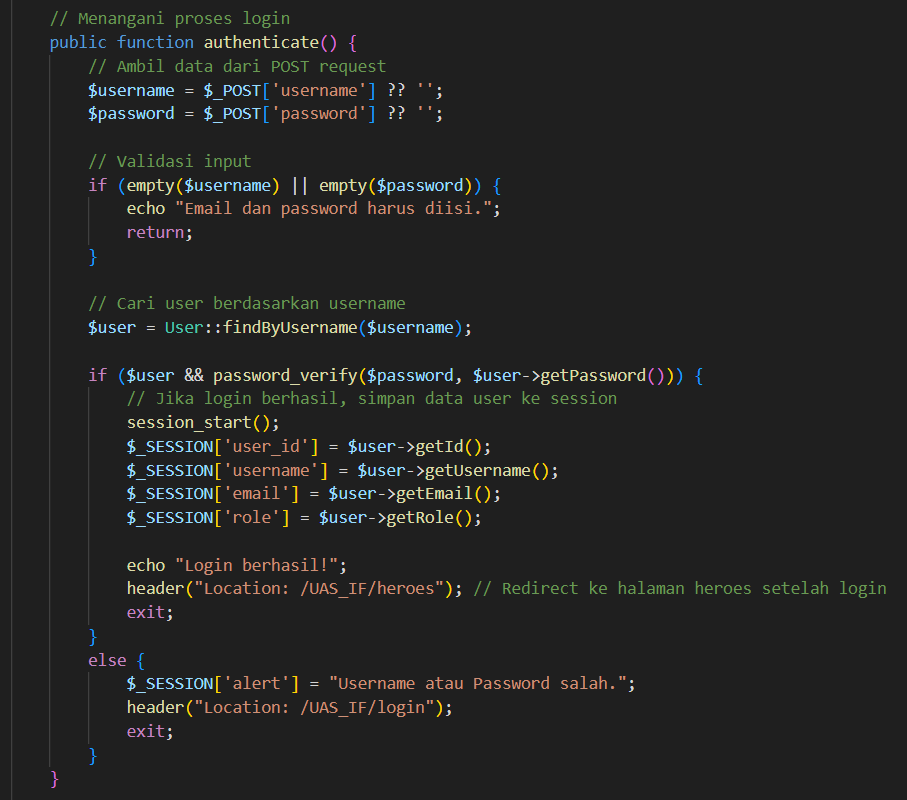 // Menangani proses login
public function authenticate() {
// Ambil data dari POST request
$username = $_POST['username'] ?? '';
$password = $_POST['password'] ?? '';
// Validasi input
if (empty($username) || empty($password)) {
echo "Email dan password harus diisi.";
return;
}
// Cari user berdasarkan username
$user = User::findByUsername($username);
if ($user && password_verify($password, $user->getPassword())) {
// Jika login berhasil, simpan data user ke session
session_start();
$_SESSION['user_id'] = $user->getId();
$_SESSION['username'] = $user->getUsername();
$_SESSION['email'] = $user->getEmail();
$_SESSION['role'] = $user->getRole();
echo "Login berhasil!";
header("Location: /UAS_IF/heroes"); // Redirect ke halaman heroes setelah login
exit;
}
else {
$_SESSION['alert'] = "Username atau Password salah.";
header("Location: /UAS_IF/login");
exit;
}
}